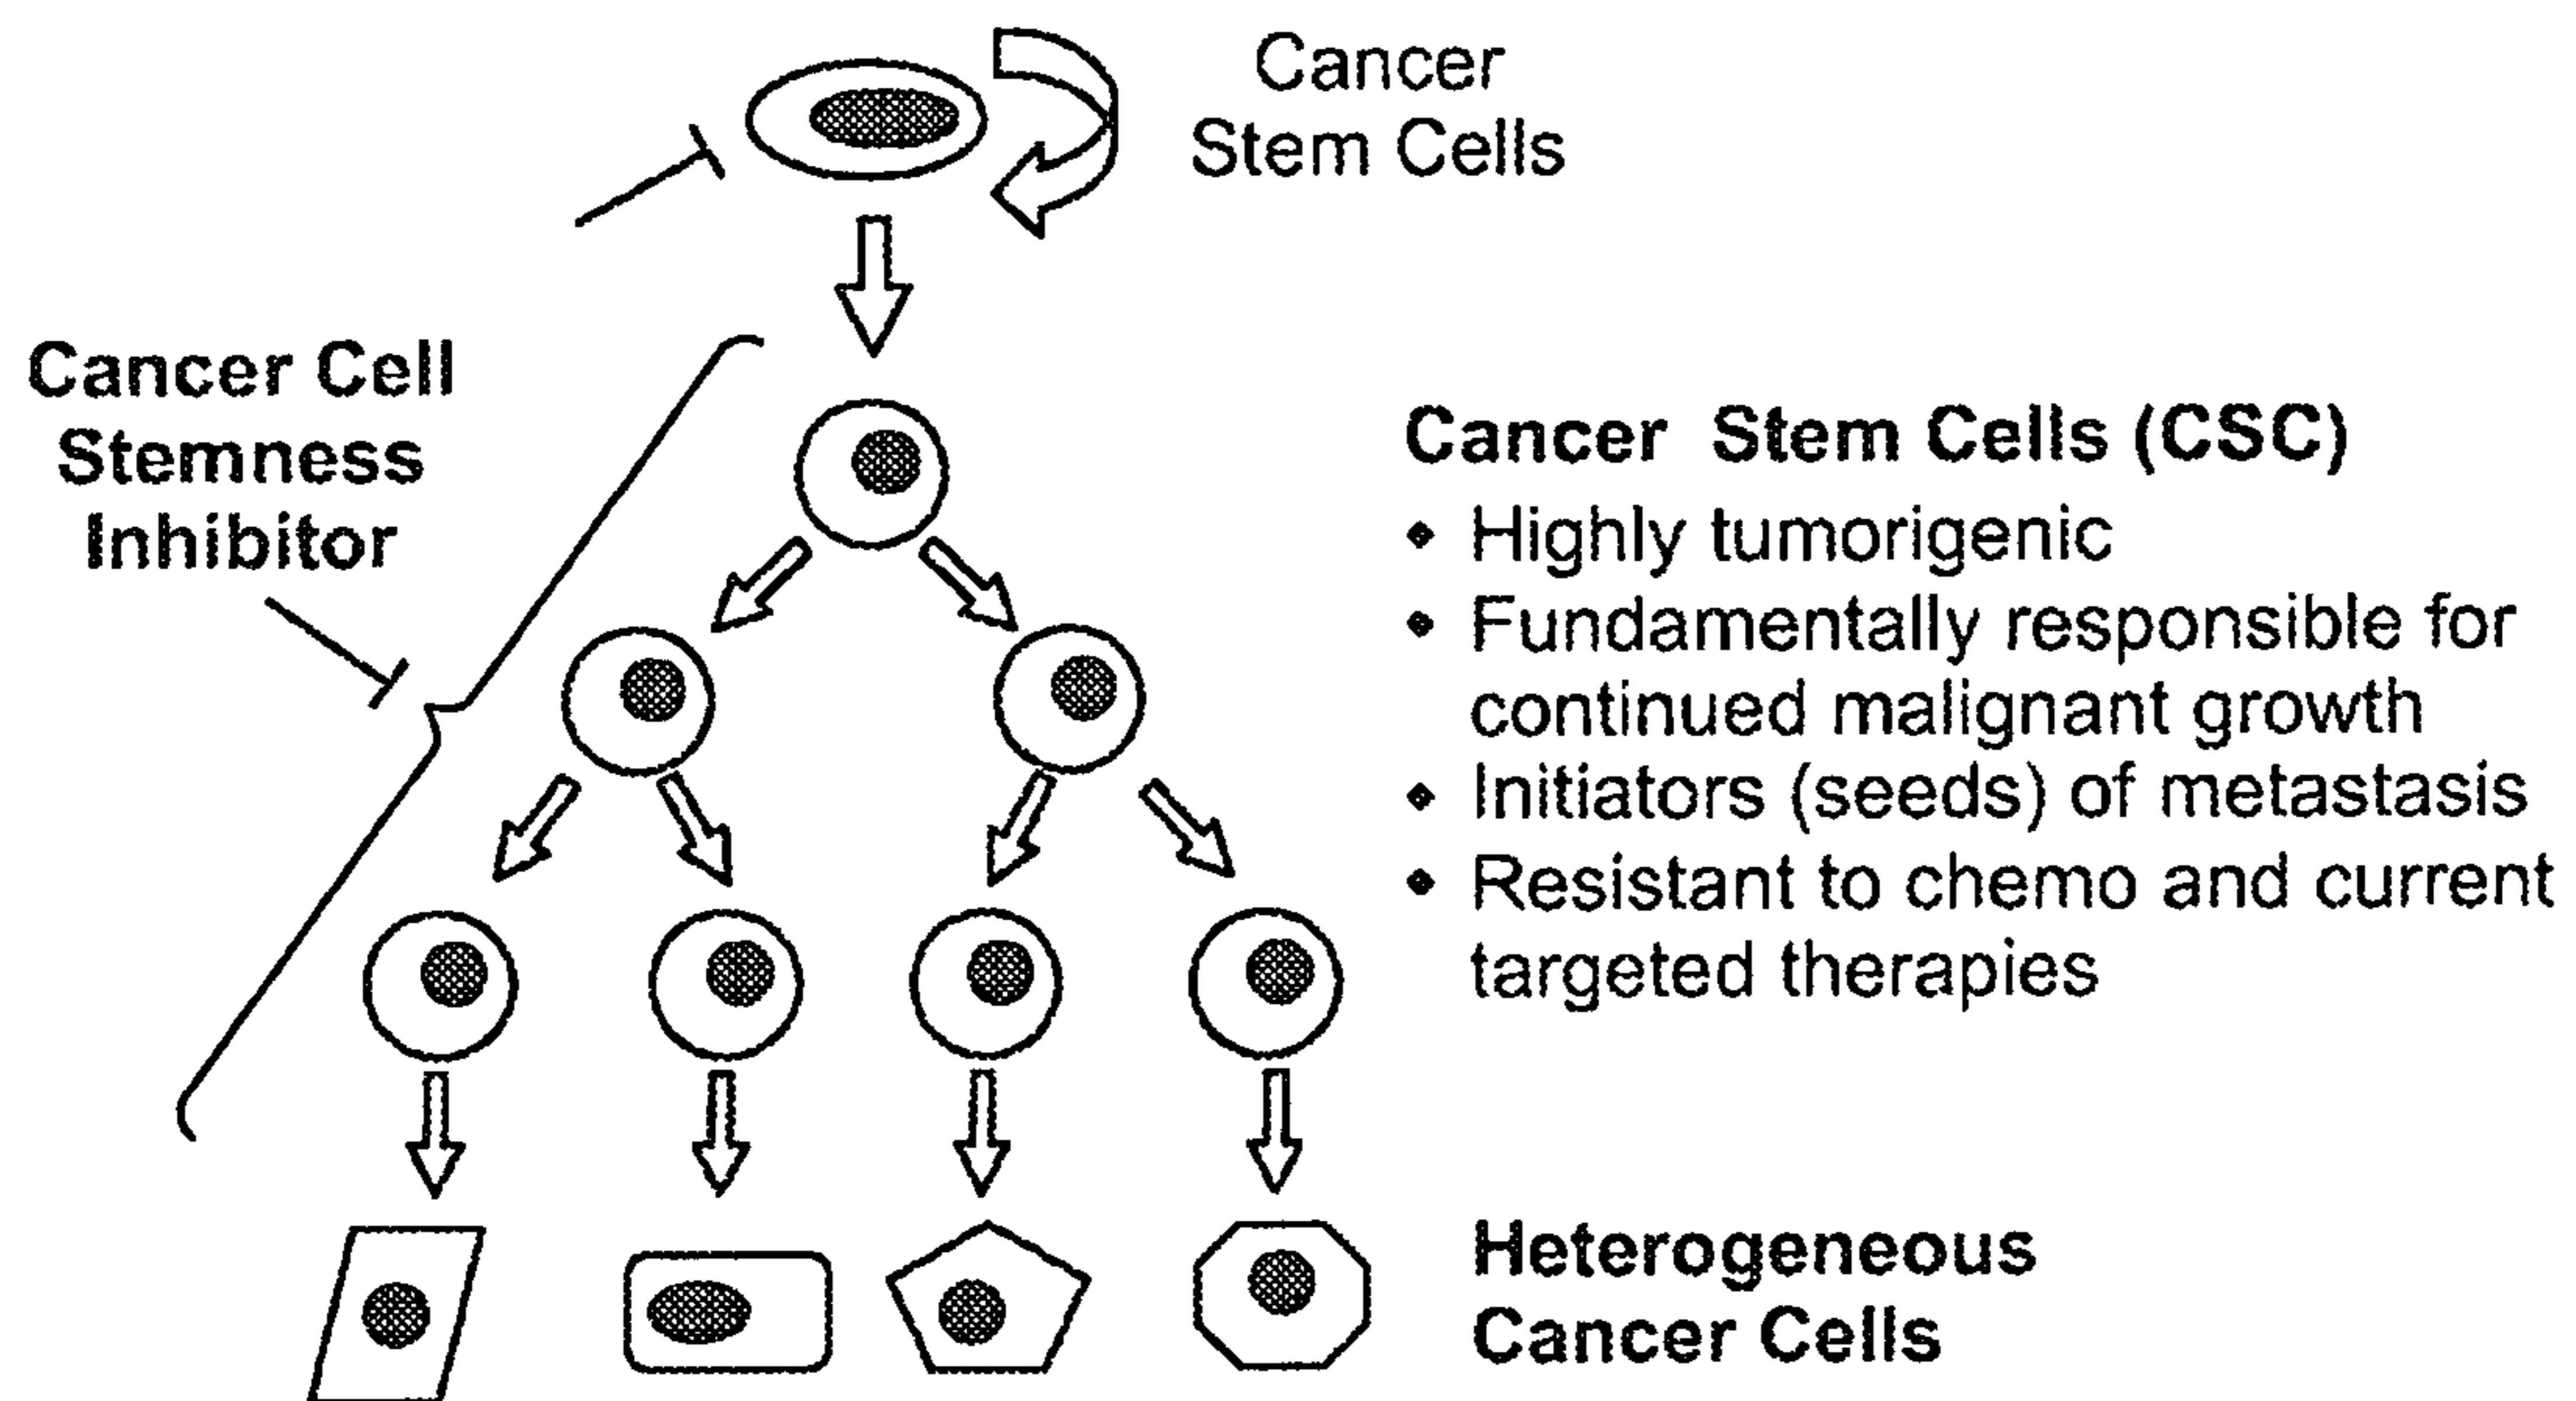 Cancer
Stem Cells
Cancer Cell
Stemness
Inhibitor
Cancer Stem Cells (CSC)
• Highly tumorigenic
• Fundamentally responsible for
continued malignant growth
• Initiators (seeds) of metastasis
• Resistant to chemo and current
targeted therapies
Heterogeneous
Cancer Cells